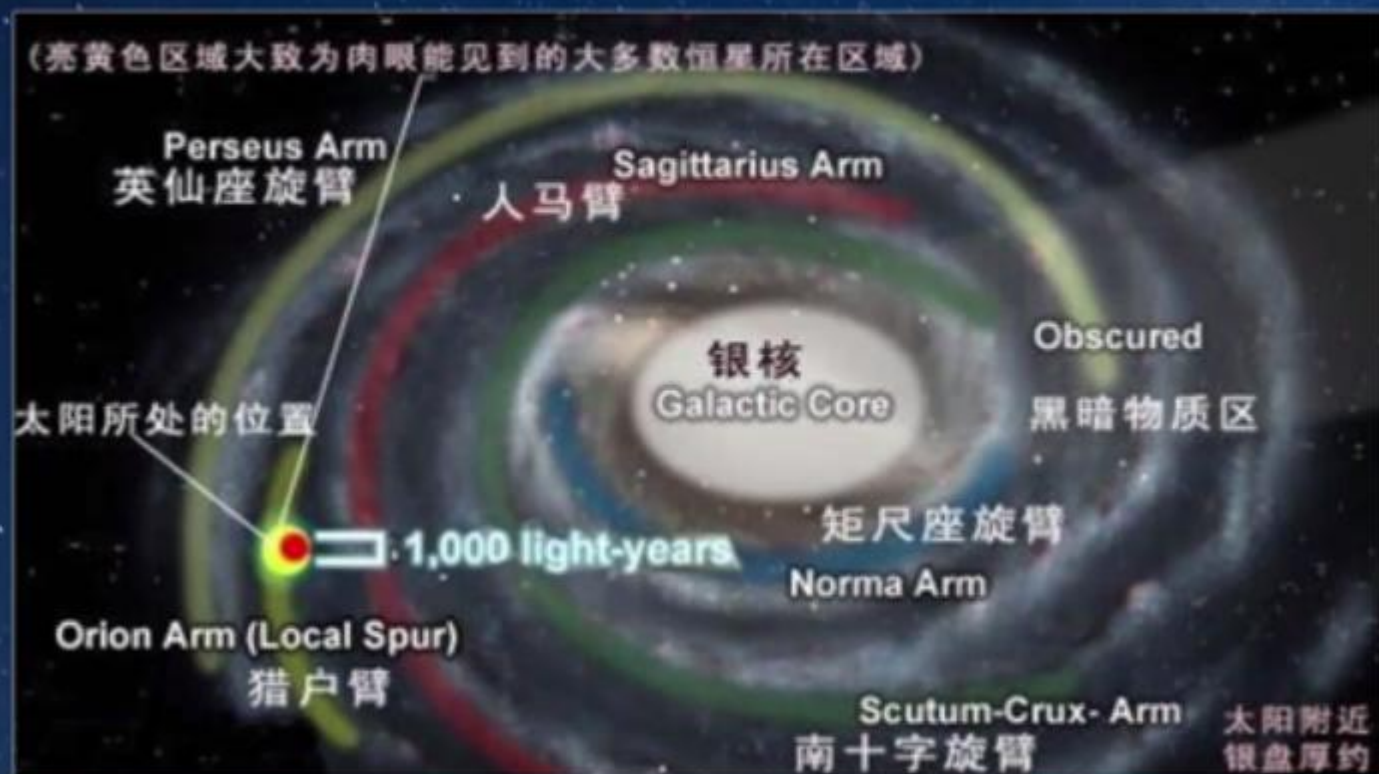 (亮黄色区域大致为肉眼能见到的大多数恒星所在区域)
Perseus Arm
英仙座旋臂
Sagittarius Arm
人马臂
银核
Galactic Core
Obscured
黑暗物质区
太阳所处的位置
1,000 light-years
矩尺座旋臂
Norma Arm
Orion Arm (Local Spur)
猎户臂
Scutum-Crux- Arm
南十字旋臂
太阳附近
银盘厚约